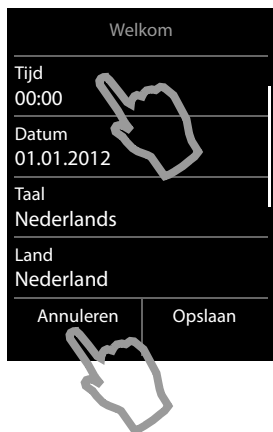 Welkom
Tijd
00:00
Datum
01.01.2012
Taal
Nederlands
Land
Nederland
Annuleren Opslaan